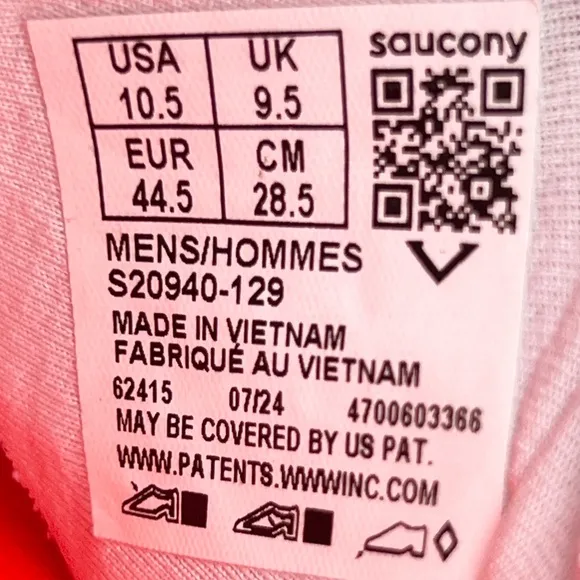 saucony
USA UK
10.5 9.5
EUR CM
44.5 28.5
MENS/HOMMES
S20940-129
MADE IN VIETNAM
FABRIQUÉ AU VIETNAM
62415 07/24 4700603366
MAY BE COVERED BY US PAT.
WWW.PATENTS.WWWINC.COM